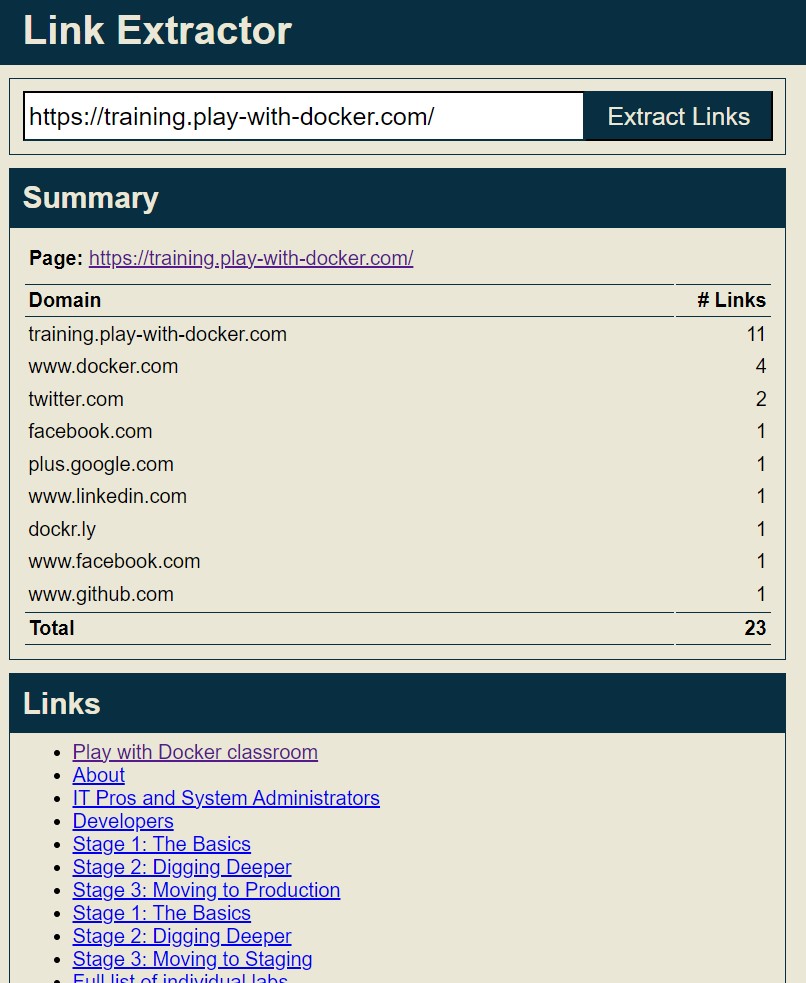 Link Extractor
https://training.play-with-docker.com/ Extract Links
Summary
Page: https://training.play-with-docker.com/
Domain # Links
training.play-with-docker.com 11
www.docker.com 4
twitter.com 2
facebook.com 1
plus.google.com 1
www.linkedin.com 1
dockr.ly 1
www.facebook.com 1
www.github.com 1
Total 23
Links
Play with Docker classroom
About
IT Pros and System Administrators
Developers
Stage 1: The Basics
Stage 2: Digging Deeper
Stage 3: Moving to Production
Stage 1: The Basics
Stage 2: Digging Deeper
Stage 3: Moving to Staging
Full list of individual labs